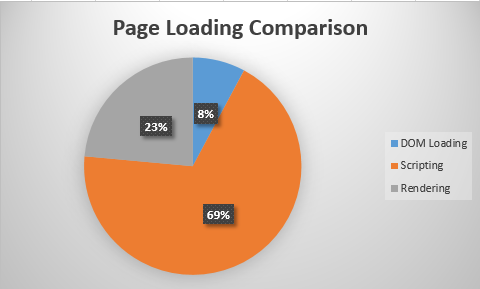 Page Loading Comparison
8%
23%
69%
DOM Loading
Scripting
Rendering